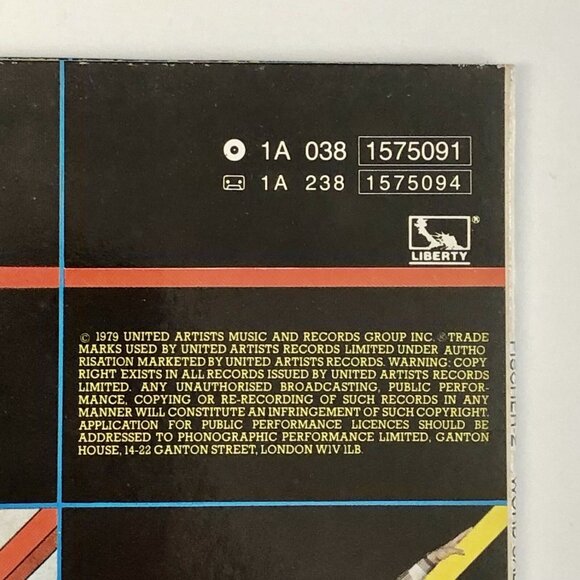 1A 038 1575091
1A 238 1575094
®
LIBERTY
© 1979 UNITED ARTISTS MUSIC AND RECORDS GROUP INC. ® TRADE
MARKS USED BY UNITED ARTISTS RECORDS LIMITED UNDER AUTHO
RISATION MARKETED BY UNITED ARTISTS RECORDS. WARNING: COPY
RIGHT EXISTS IN ALL RECORDS ISSUED BY UNITED ARTISTS RECORDS
LIMITED. ANY UNAUTHORISED BROADCASTING, PUBLIC PERFOR-
MANCE, COPYING OR RE-RECORDING OF SUCH RECORDS IN ANY
MANNER WILL CONSTITUTE AN INFRINGEMENT OF SUCH COPYRIGHT.
APPLICATION FOR PUBLIC PERFORMANCE LICENCES SHOULD BE
ADDRESSED TO PHONOGRAPHIC PERFORMANCE LIMITED, GANTON
HOUSE, 14-22 GANTON STREET, LONDON W1V 1LB.